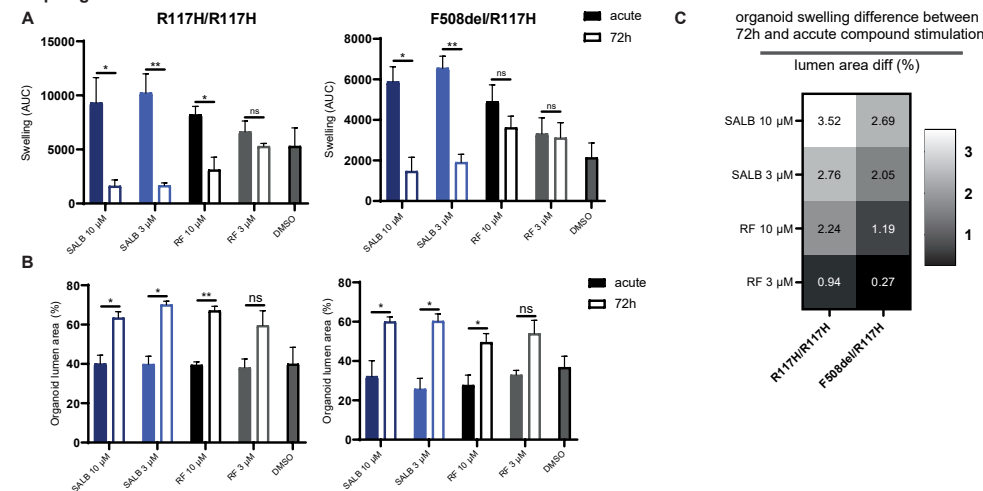 A
R117H/R117H
F508del/R117H
acute
72h
Swelling (AUC)
15000
10000
5000
0
*
**
*
ns
SALB 10 µM
SALB 3 µM
RF 10 µM
RF 3 µM
DMSO
Swelling (AUC)
8000
6000
4000
2000
0
*
**
ns
ns
SALB 10 µM
SALB 3 µM
RF 10 µM
RF 3 µM
DMSO
B
acute
72h
Organoid lumen area (%)
80
60
40
20
0
*
*
**
ns
SALB 10 µM
SALB 3 µM
RF 10 µM
RF 3 µM
DMSO
Organoid lumen area (%)
80
60
40
20
0
*
*
*
ns
SALB 10 µM
SALB 3 µM
RF 10 µM
RF 3 µM
DMSO
C
organoid swelling difference between
72h and accute compound stimulation
lumen area diff (%)
SALB 10 µM 3.52 2.69
SALB 3 µM 2.76 2.05
RF 10 µM 2.24 1.19
RF 3 µM 0.94 0.27
R117H/R117H
F508del/R117H
3
2
1